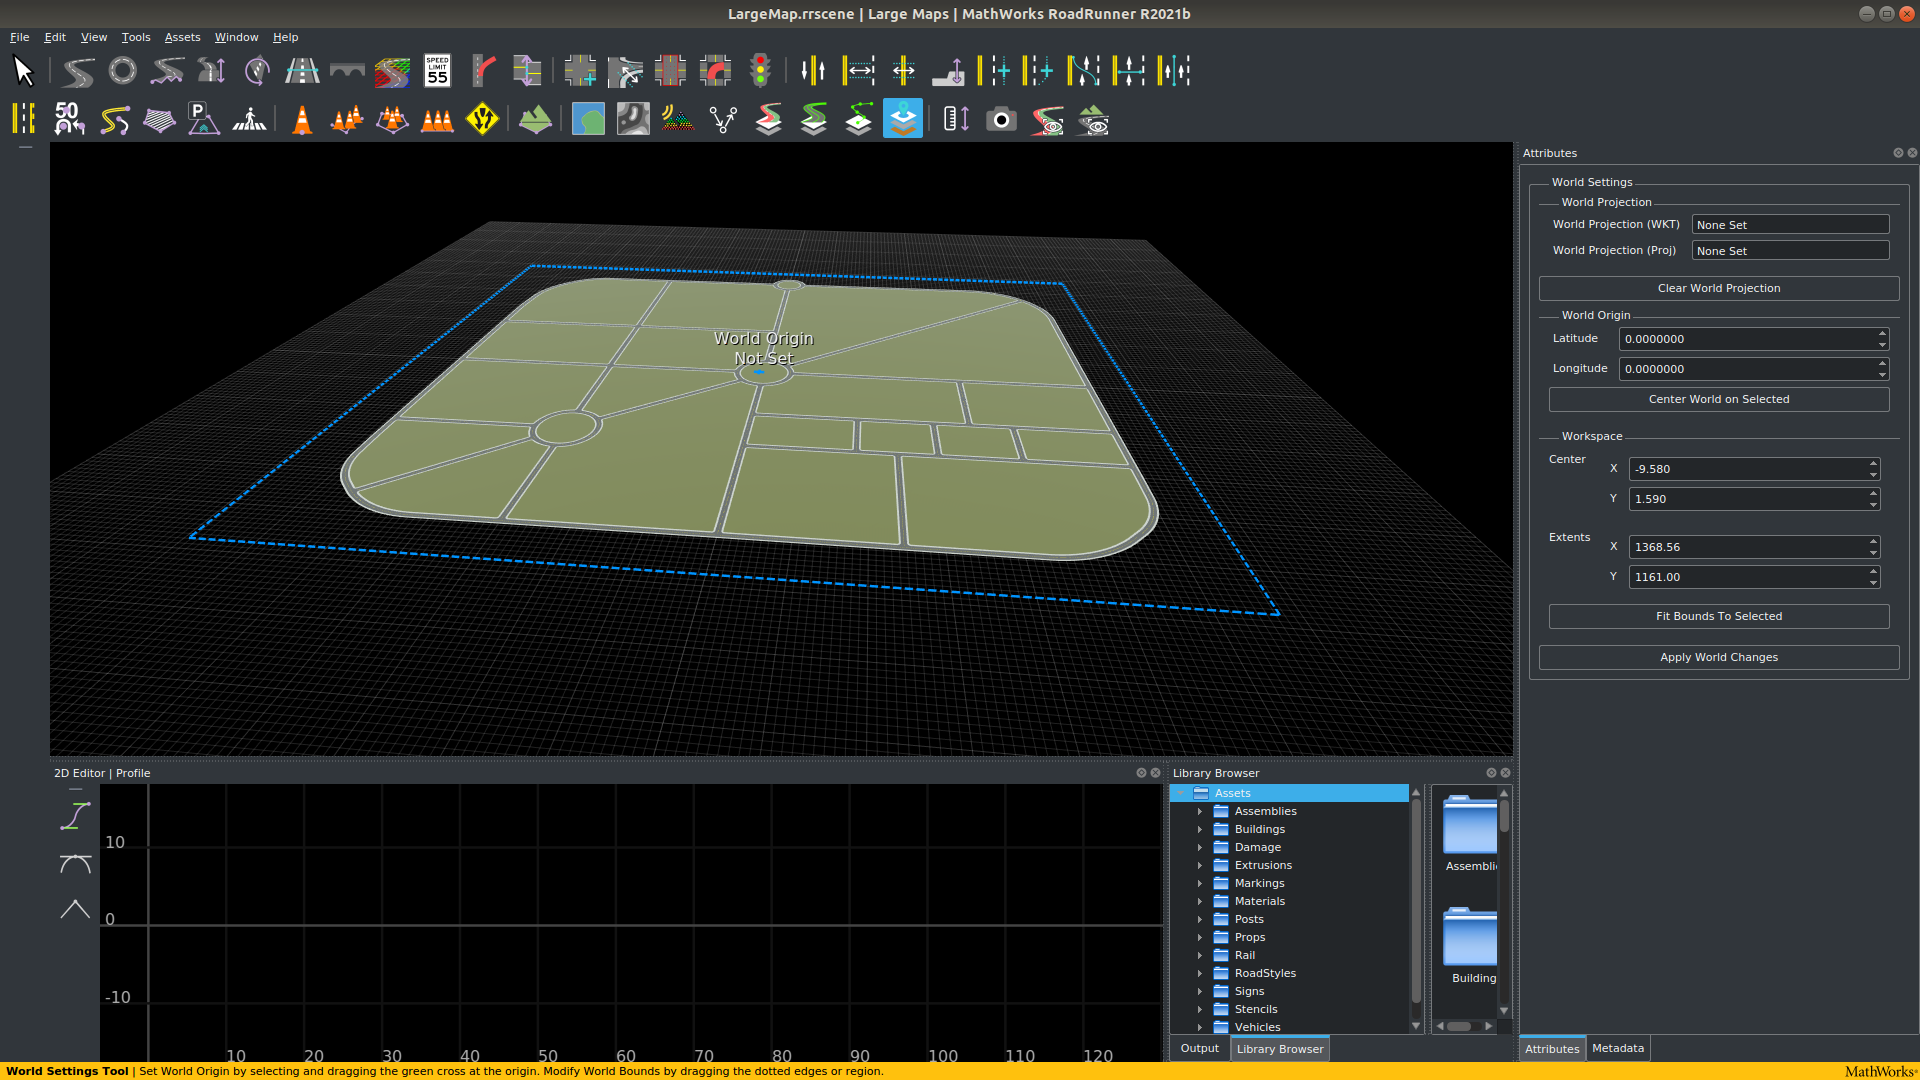 LargeMap.rrscene | Large Maps | MathWorks RoadRunner R2021b
File Edit View Tools Assets Window Help
SPEED LIMIT 55
50
P
World Origin
Not Set
Attributes
World Settings
World Projection
World Projection (WKT) None Set
World Projection (Proj) None Set
Clear World Projection
World Origin
Latitude 0.0000000
Longitude 0.0000000
Center World on Selected
Workspace
Center
X -9.580
Y 1.590
Extents
X 1368.56
Y 1161.00
Fit Bounds To Selected
Apply World Changes
2D Editor | Profile
10
0
-10
10 20 30 40 50 60 70 80 90 100 110 120
Library Browser
Assets
Assemblies
Buildings
Damage
Extrusions
Markings
Materials
Posts
Props
Rail
RoadStyles
Signs
Stencils
Vehicles
Assemblie
Building
Output Library Browser
Attributes Metadata
World Settings Tool | Set World Origin by selecting and dragging the green cross at the origin. Modify World Bounds by dragging the dotted edges or region.
MathWorks®